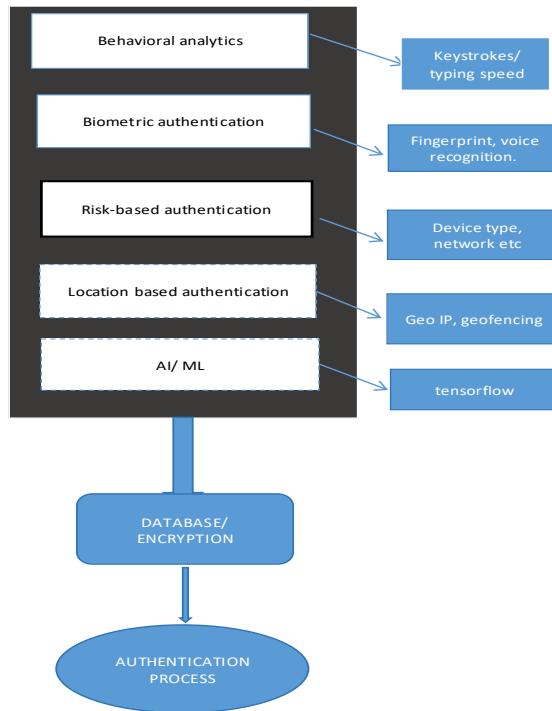 Behavioral analytics
Keystrokes/
typing speed
Biometric authentication
Fingerprint, voice
recognition.
Risk-based authentication
Device type,
network etc
Location based authentication
Geo IP, geofencing
AI/ ML
tensorflow
DATABASE/
ENCRYPTION
AUTHENTICATION
PROCESS